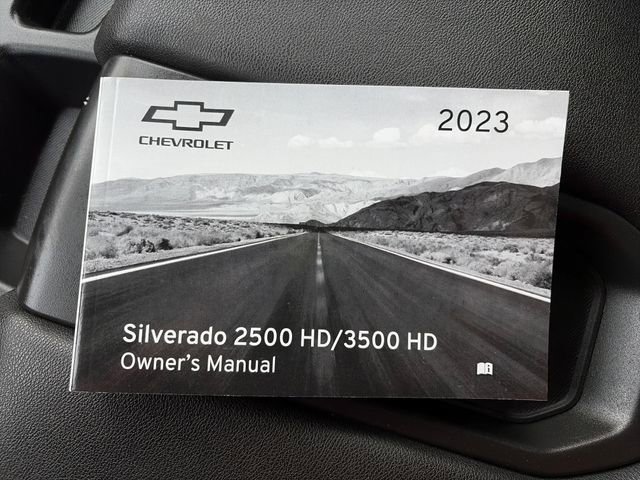 CHEVROLET
2023
Silverado 2500 HD/3500 HD
Owner's Manual